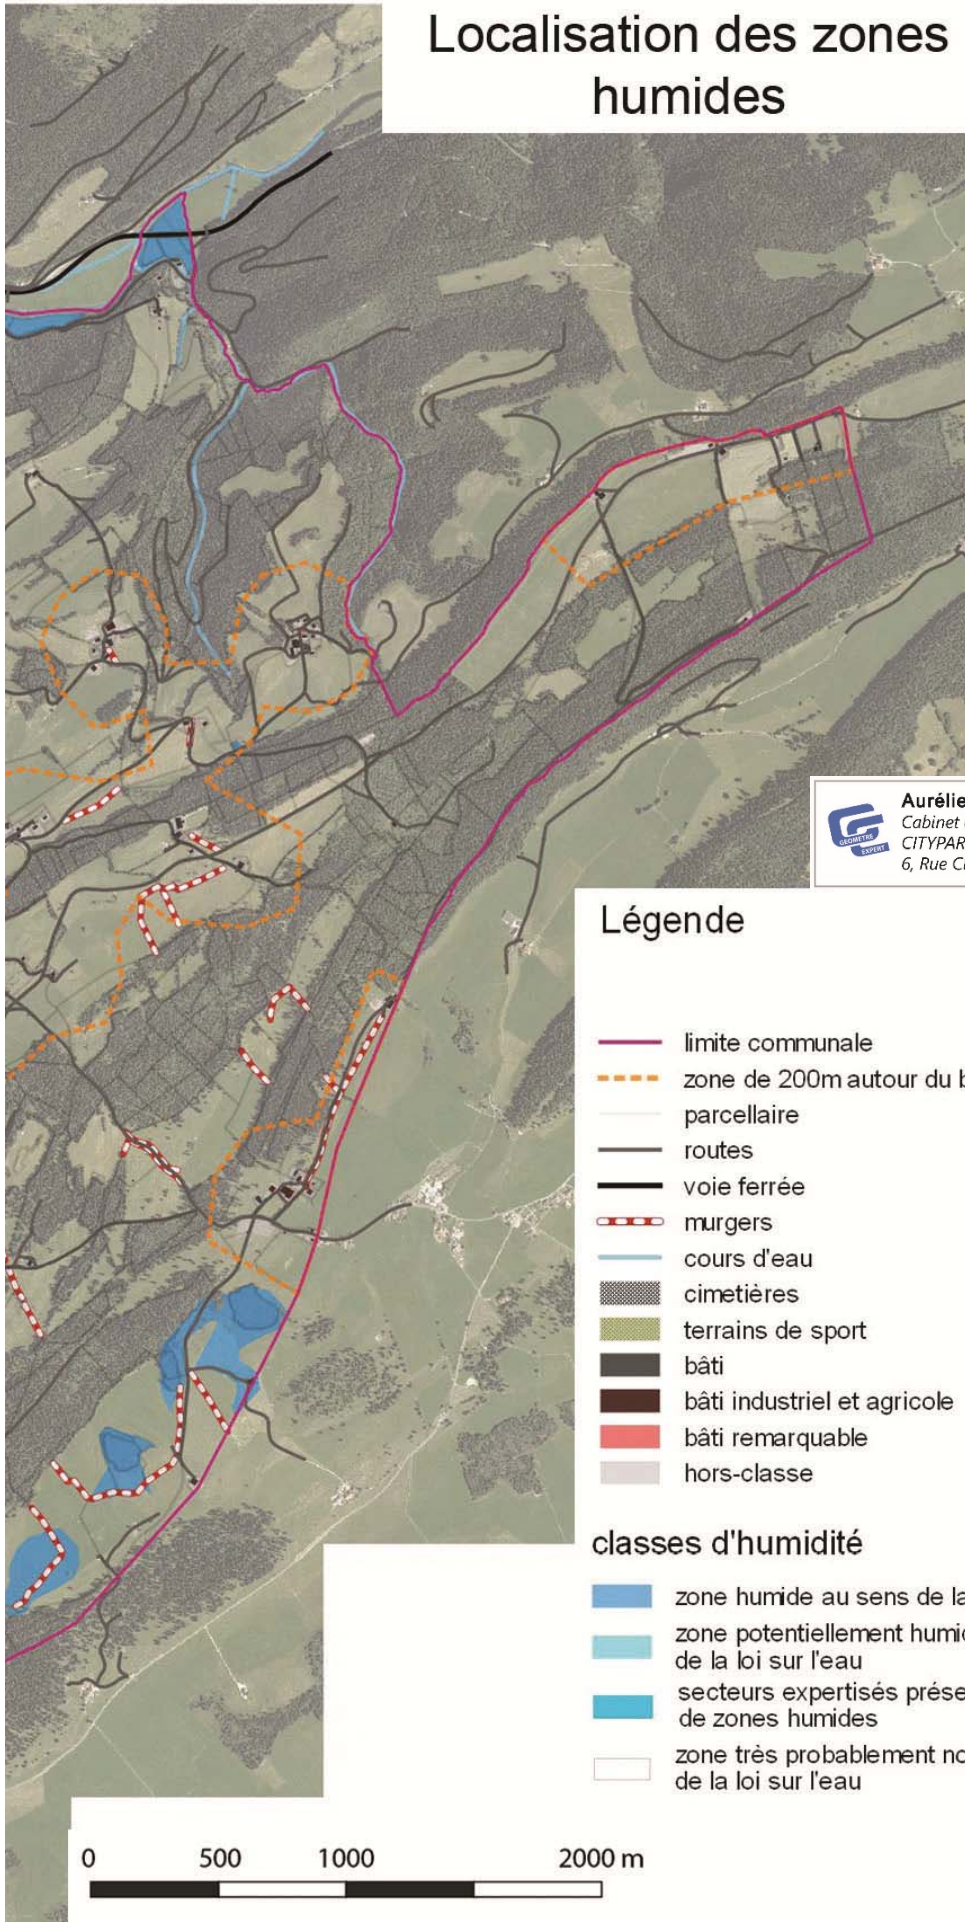 Localisation des zones
humides
Aurélie
Cabinet
CITYPAR
6, Rue
GEOMETRE
EXPERT
Légende
limite communale
zone de 200m autour du
parcellaire
routes
voie ferrée
murgers
cours d'eau
cimetières
terrains de sport
bâti
bâti industriel et agricole
bâti remarquable
hors-classe
classes d'humidité
zone humide au sens de la
zone potentiellement humi
de la loi sur l'eau
secteurs expertisés prése
de zones humides
zone très probablement no
de la loi sur l'eau
0 500 1000 2000 m